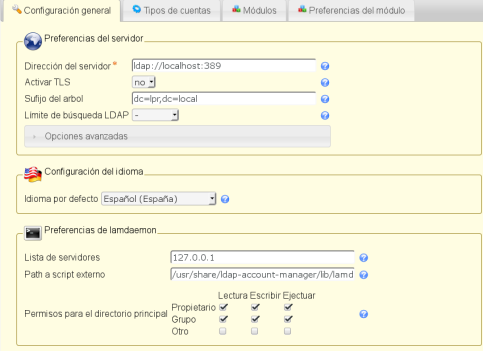 Configuración general Tipos de cuentas Módulos Preferencias del módulo
Preferencias del servidor
Dirección del servidor * ldap://localhost:389
Activar TLS no
Sufijo del arbol dc=lpr,dc=local
Límite de búsqueda LDAP -
Opciones avanzadas
Configuración del idioma
Idioma por defecto Español (España)
Preferencias de lamdaemon
Lista de servidores 127.0.0.1
Path a script externo /usr/share/ldap-account-manager/lib/lamd
Lectura Escribir Ejectuar
Propietario
Permisos para el directorio principal Grupo
Otro